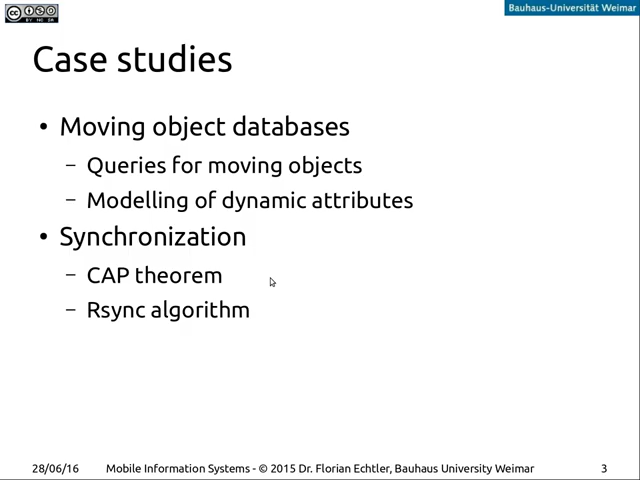 Bauhaus-Universität Weimar
Case studies
• Moving object databases
– Queries for moving objects
– Modelling of dynamic attributes
• Synchronization
– CAP theorem
– Rsync algorithm
28/06/16 Mobile Information Systems - © 2015 Dr. Florian Echtler, Bauhaus University Weimar 3